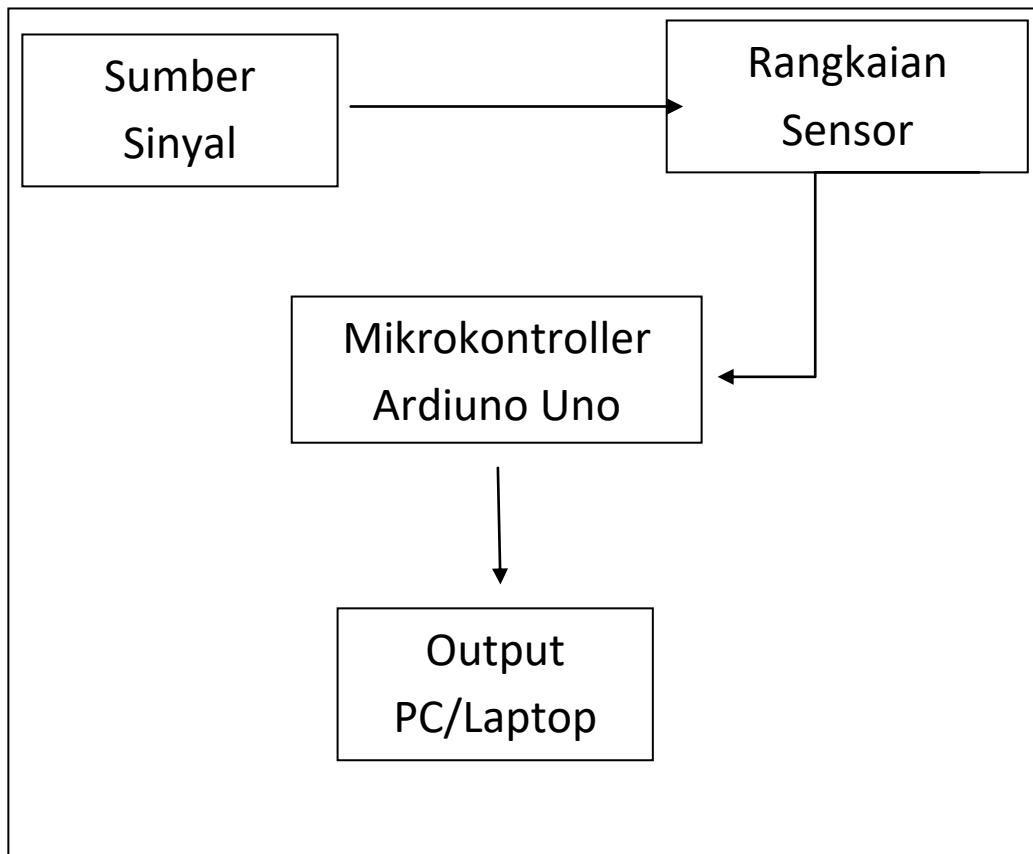 Sumber
Sinyal
Rangkaian
Sensor
Mikrokontroller
Ardiuno Uno
Output
PC/Laptop